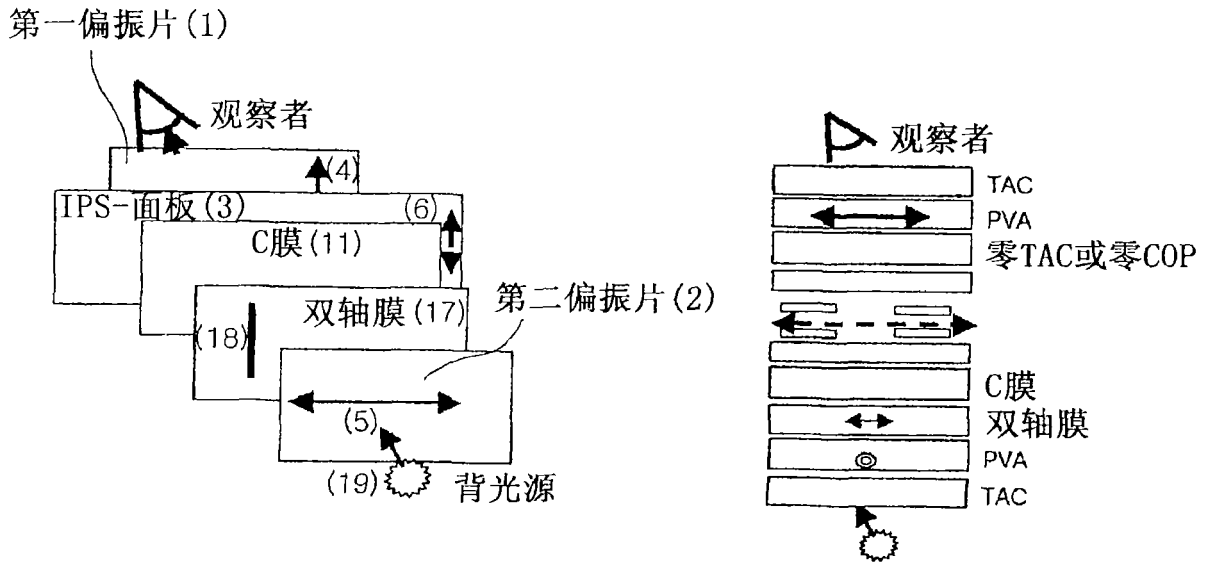 第一偏振片(1)
观察者
(4)
IPS-面板(3)
(6)
C膜(11)
第二偏振片(2)
双轴膜(17)
(18)
(5)
(19)
背光源
观察者
TAC
PVA
零TAC或零COP
C膜
双轴膜
PVA
TAC